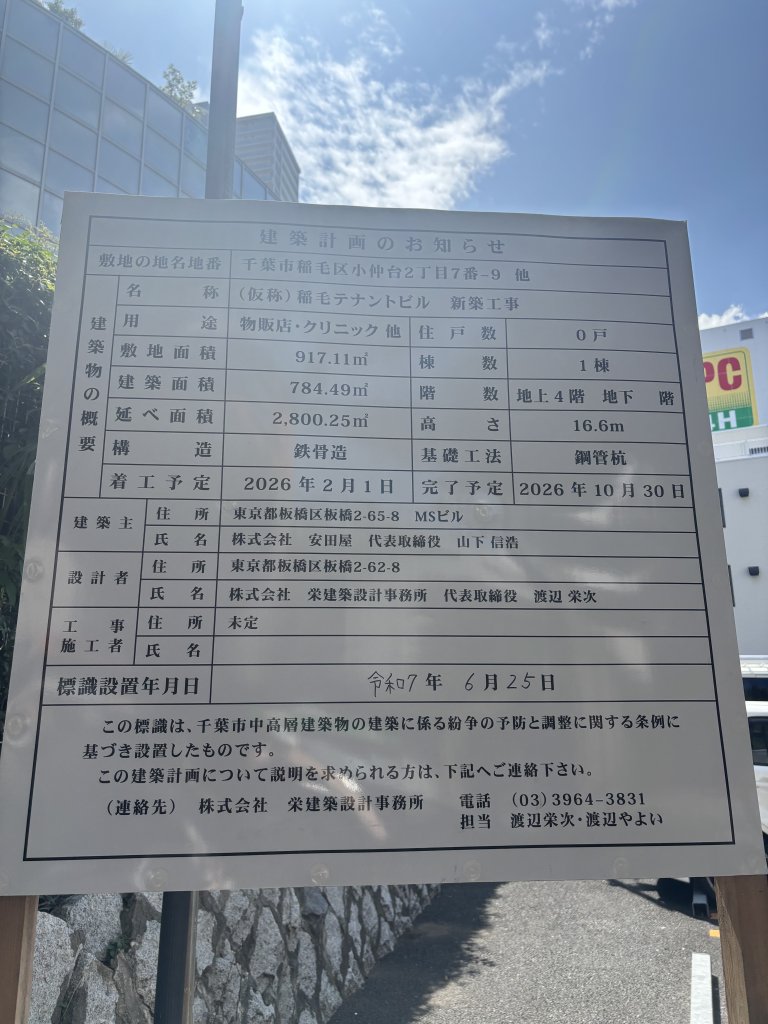 建築計画のお知らせ
敷地の地名地番 千葉市稲毛区小仲台2丁目7番-9 他
建築物の概要
名称 (仮称)稲毛テナントビル 新築工事
用途 物販店・クリニック 他 住戸数 0戸
敷地面積 917.11㎡ 棟数 1棟
建築面積 784.49㎡ 階数 地上4階 地下 階
延べ面積 2,800.25㎡ 高さ 16.6m
構造 鉄骨造 基礎工法 鋼管杭
着工予定 2026年2月1日 完了予定 2026年10月30日
建築主 住所 東京都板橋区板橋2-65-8 MSビル
氏名 株式会社 安田屋 代表取締役 山下 信浩
設計者 住所 東京都板橋区板橋2-62-8
氏名 株式会社 栄建築設計事務所 代表取締役 渡辺 栄次
工事施工者 住所 未定
氏名
標識設置年月日 令和7年 6月25日
この標識は、千葉市中高層建築物の建築に係る紛争の予防と調整に関する条例に
基づき設置したものです。
この建築計画について説明を求められる方は、下記へご連絡下さい。
(連絡先) 株式会社 栄建築設計事務所 電話 (03)3964-3831
担当 渡辺栄次・渡辺やよい
PC